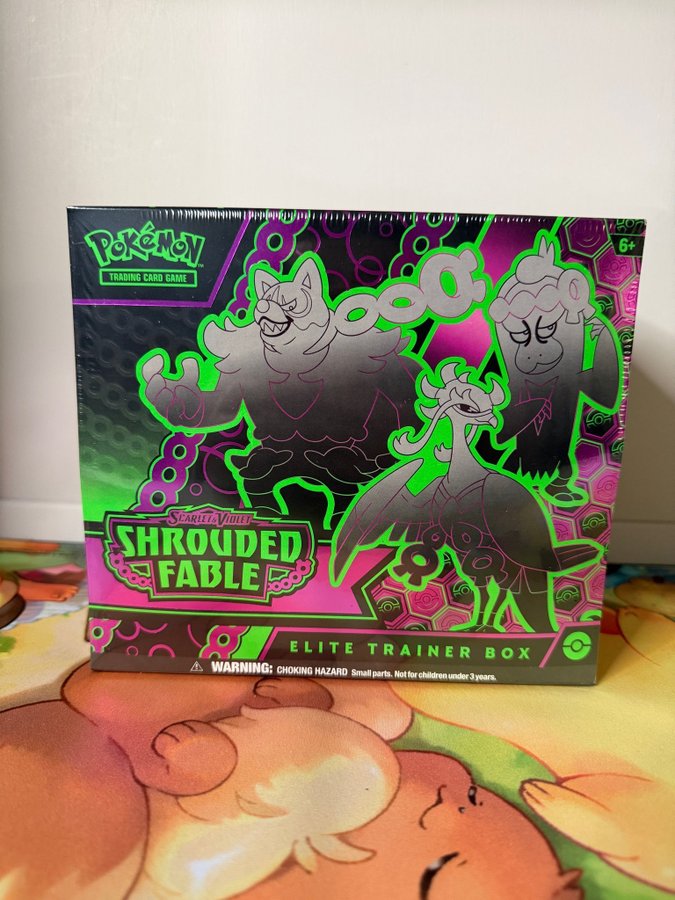 POKéMON
TM
TRADING CARD GAME
6+
SCARLET & VIOLET
SHROUDED
FABLE
ELITE TRAINER BOX
WARNING: CHOKING HAZARD Small parts. Not for children under 3 years.